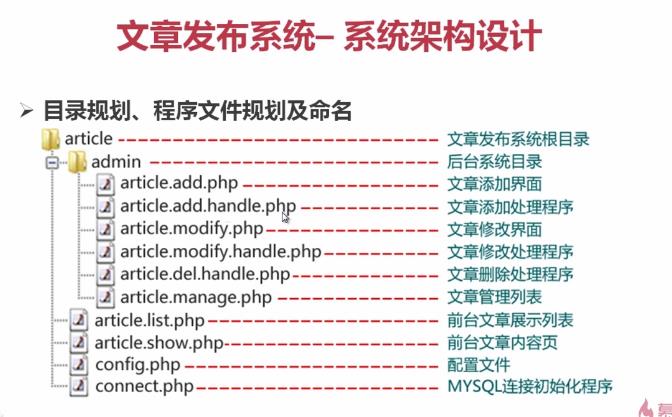 文章发布系统– 系统架构设计
目录规划、程序文件规划及命名
article 文章发布系统根目录
admin 后台系统目录
article.add.php 文章添加界面
article.add.handle.php 文章添加处理程序
article.modify.php 文章修改界面
article.modify.handle.php 文章修改处理程序
article.del.handle.php 文章删除处理程序
article.manage.php 文章管理列表
article.list.php 前台文章展示列表
article.show.php 前台文章内容页
config.php 配置文件
connect.php MYSQL连接初始化程序